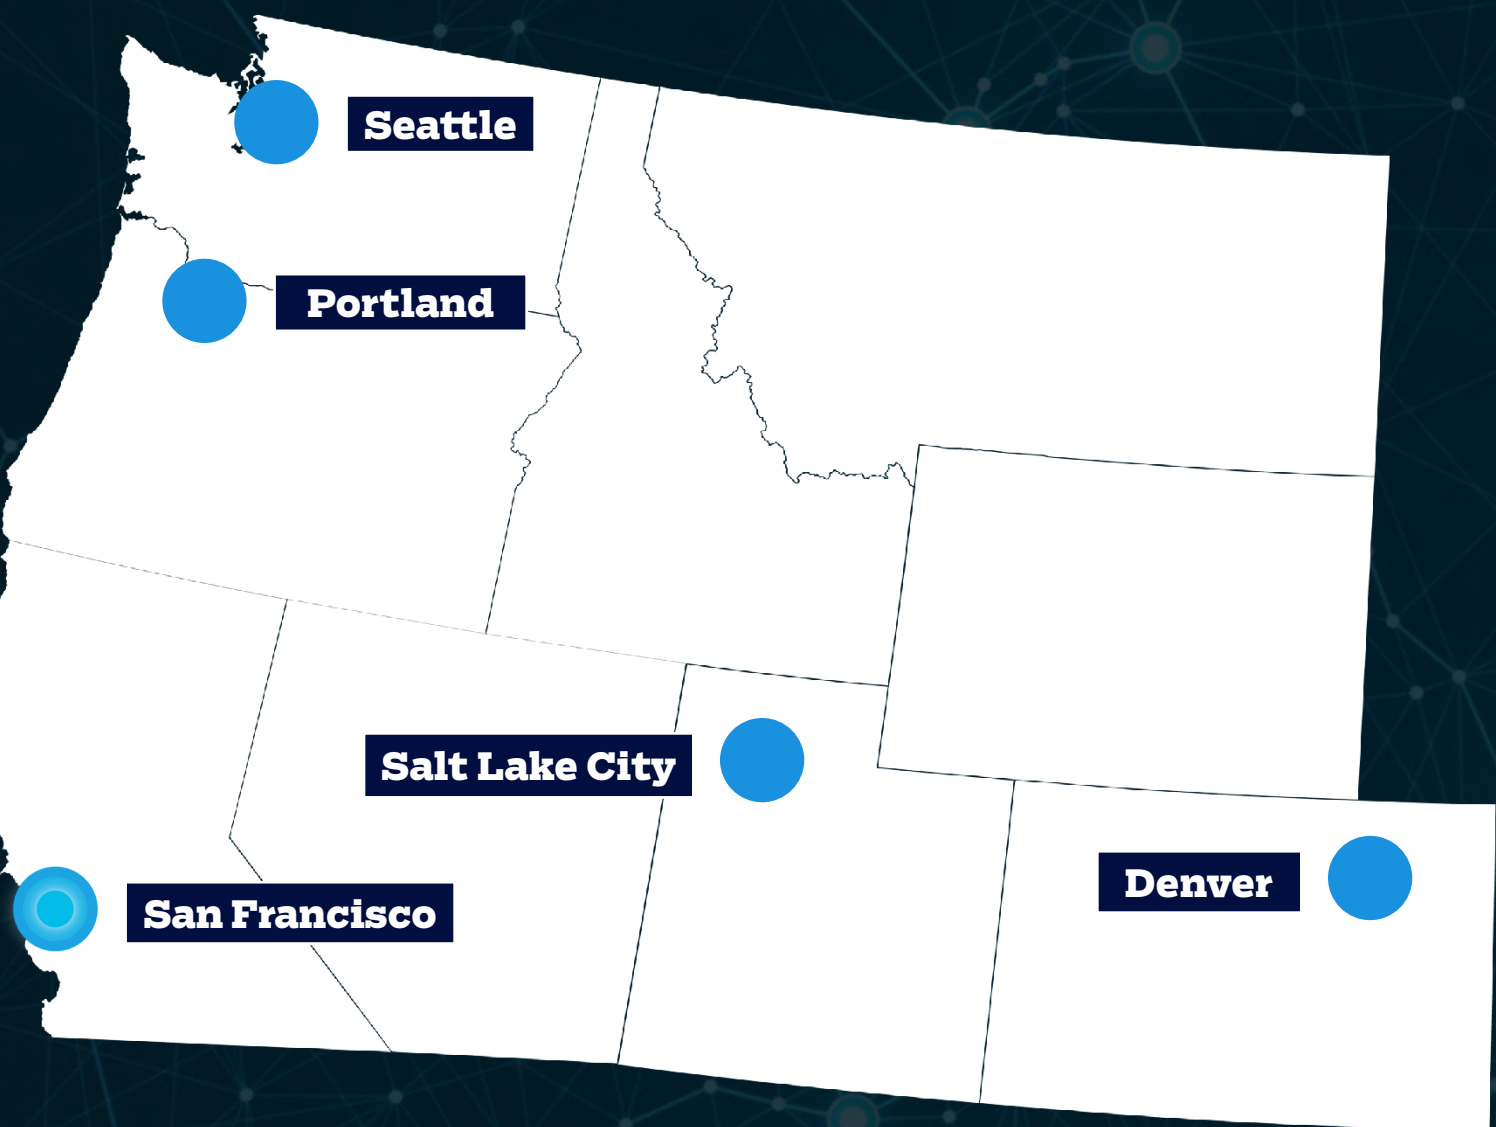 Seattle
Portland
Salt Lake City
Denver
San Francisco